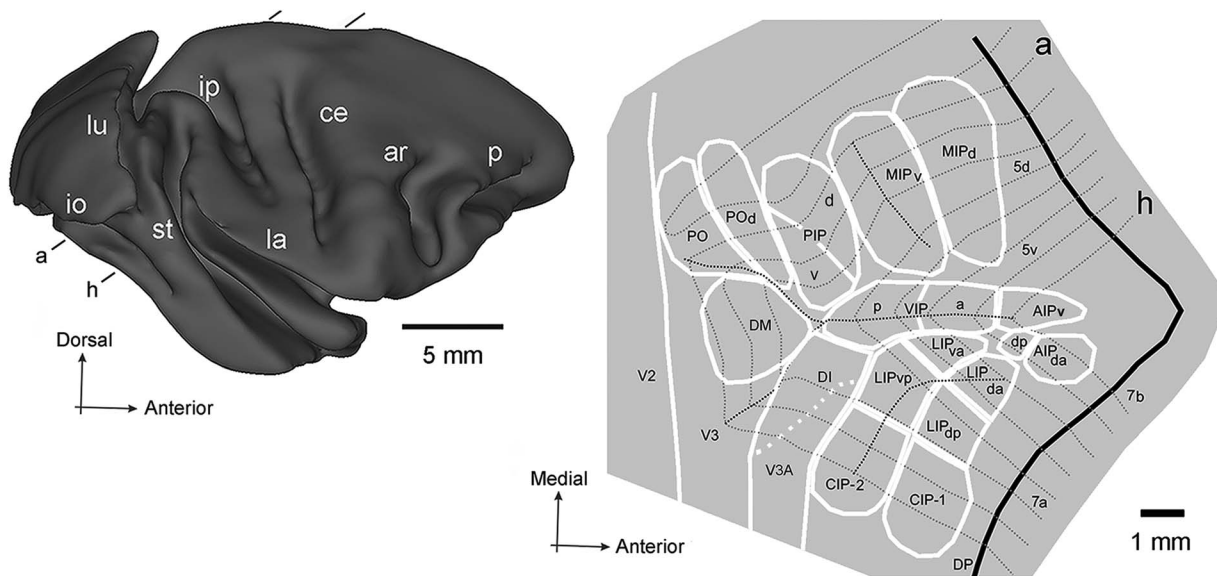 ip
ce
lu
ar
p
io
st
la
a
h
5 mm
Dorsal
Anterior
a
MIPd
MIPv
5d
h
POd
d
PO
PIP
5v
v
p
VIP
a
AIPv
DM
LIPva
dp
AIPda
DI
LIPvp
LIPda
V2
7b
V3
LIPdp
V3A
CIP-2
CIP-1
7a
Medial
Anterior
DP
1 mm